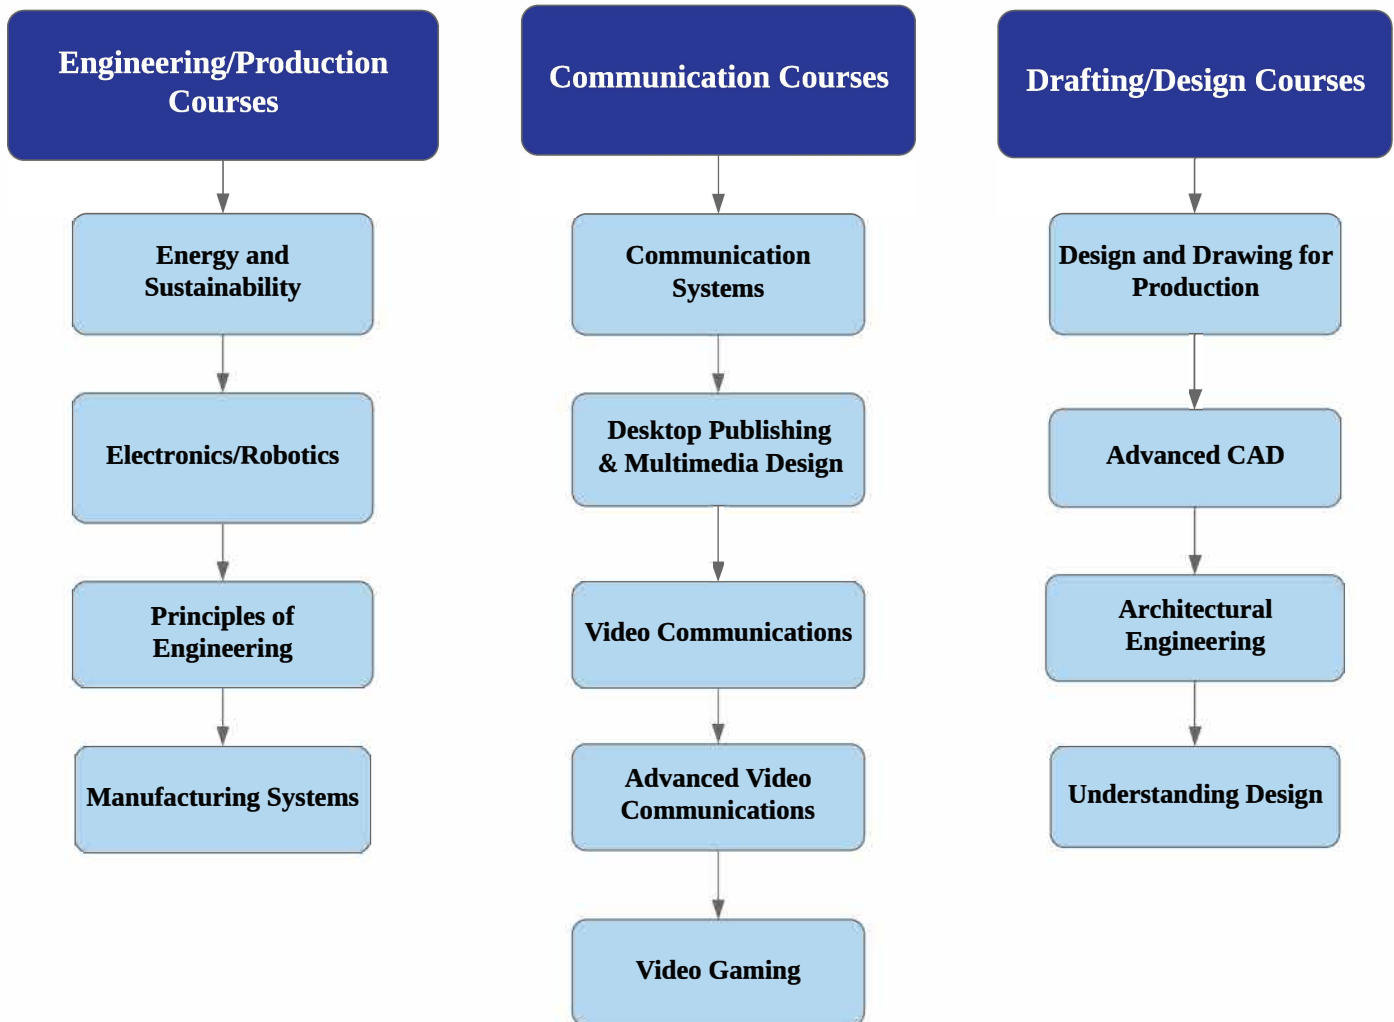 Engineering/Production
Courses
Energy and
Sustainability
Electronics/Robotics
Principles of
Engineering
Manufacturing Systems
Communication Courses
Communication
Systems
Desktop Publishing
& Multimedia Design
Video Communications
Advanced Video
Communications
Video Gaming
Drafting/Design Courses
Design and Drawing for
Production
Advanced CAD
Architectural
Engineering
Understanding Design